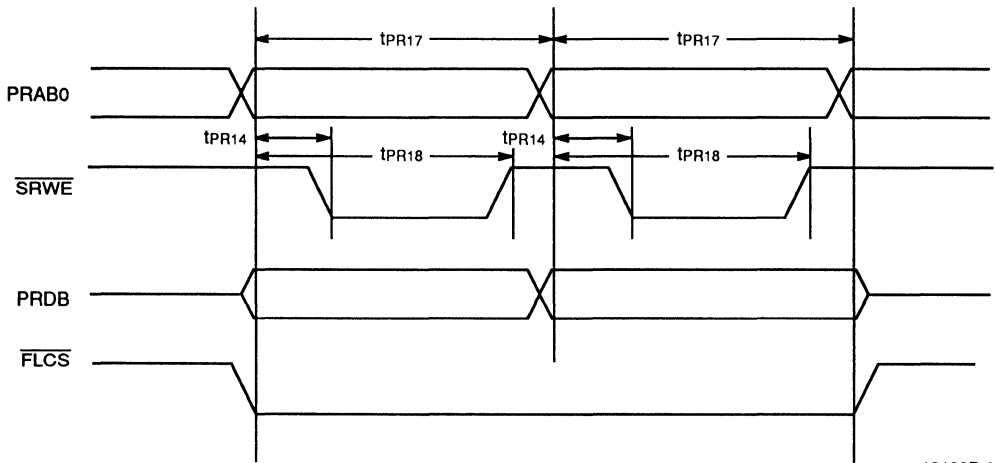 tPR17 tPR17
PRAB0
tPR14 tPR14
tPR18 tPR18
SRWE
PRDB
FLCS